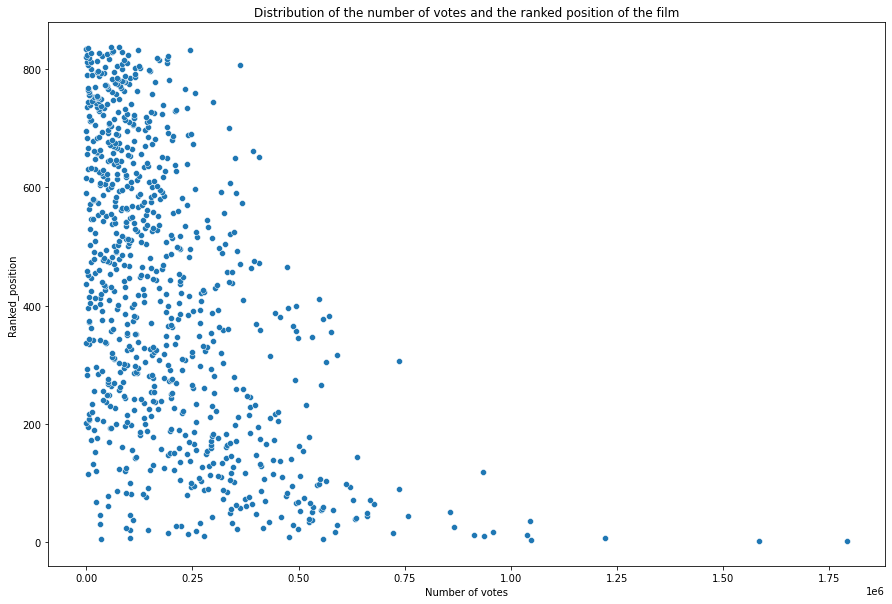 Distribution of the number of votes and the ranked position of the film
Ranked_position
800
600
400
200
0
0.00 0.25 0.50 0.75 1.00 1.25 1.50 1.75
1e6
Number of votes